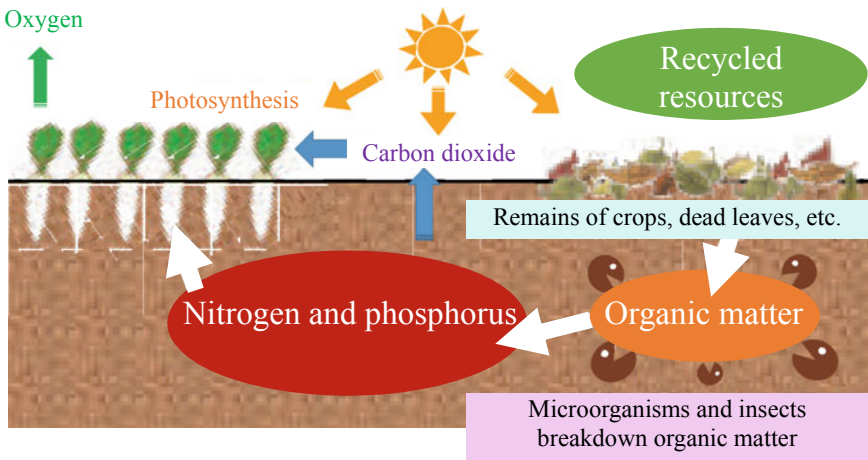 Oxygen
Photosynthesis
Recycled
resources
Carbon dioxide
Remains of crops, dead leaves, etc.
Nitrogen and phosphorus
Organic matter
Microorganisms and insects
breakdown organic matter